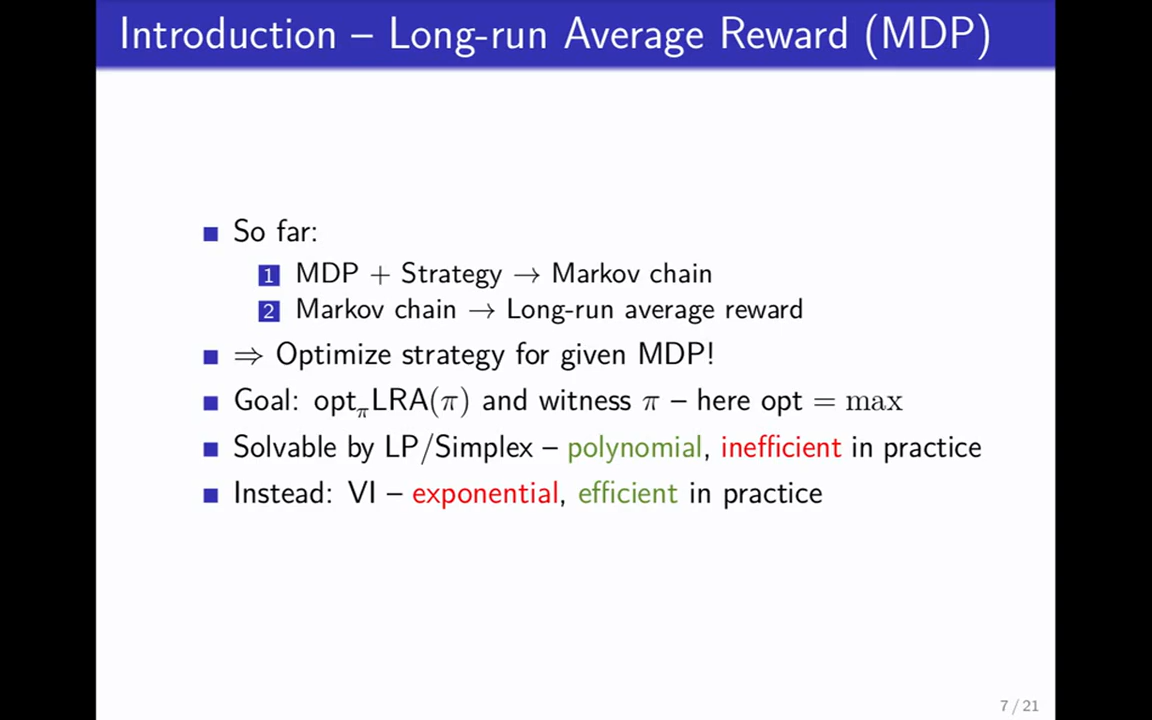 Introduction – Long-run Average Reward (MDP)
So far:
1 MDP + Strategy → Markov chain
2 Markov chain → Long-run average reward
⇒ Optimize strategy for given MDP!
Goal: opt_π LRA(π) and witness π – here opt = max
Solvable by LP/Simplex – polynomial, inefficient in practice
Instead: VI – exponential, efficient in practice
7 / 21